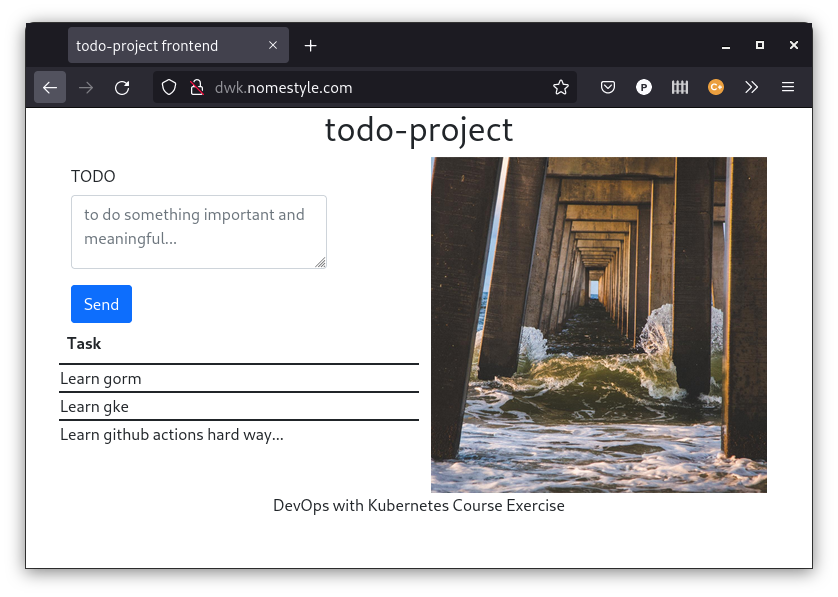 todo-project frontend
dwk.nomestyle.com
P
C+
todo-project
TODO
to do something important and
meaningful...
Send
Task
Learn gorm
Learn gke
Learn github actions hard way...
DevOps with Kubernetes Course Exercise